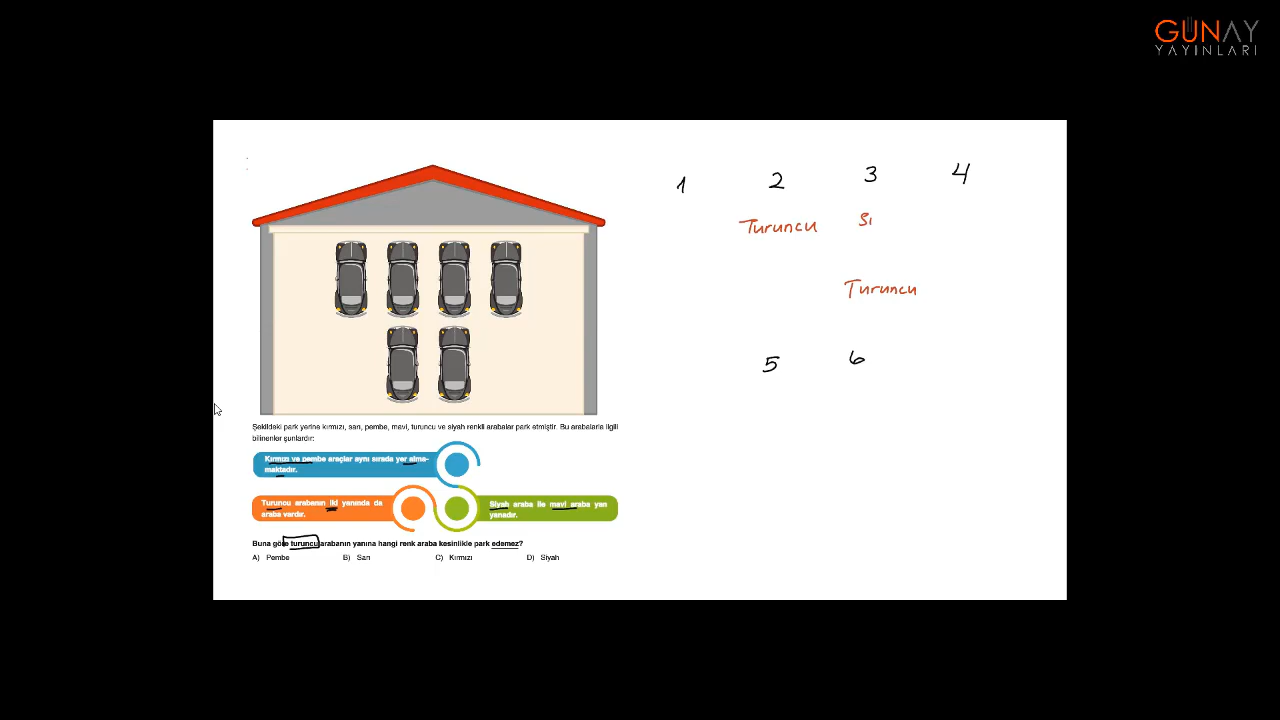 GÜNAY
YAYINLARI
1 2 3 4
Turuncu Sı
Turuncu
5 6
Şekildeki park yerine kırmızı, sarı, pembe, mavi, turuncu ve siyah renkli arabalar park etmiştir. Bu arabalarla ilgili
bilinenler şunlardır:
Kırmızı ve pembe araçlar aynı sırada yer alma-
maktadır.
Turuncu arabanın iki yanında da
araba vardır.
Siyah araba ile mavi araba yan
yanadır.
Buna göre turuncu arabanın yanına hangi renk araba kesinlikle park edemez?
A) Pembe B) Sarı C) Kırmızı D) Siyah